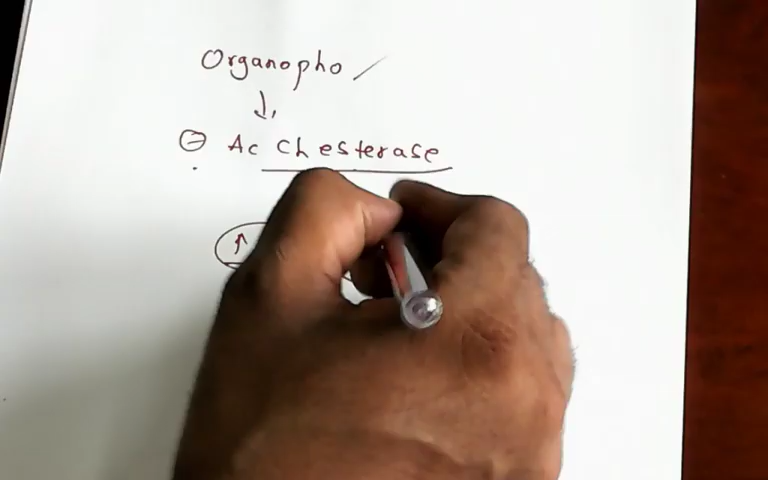 Organopho
↓
⊖ Ac Chesterase
↑